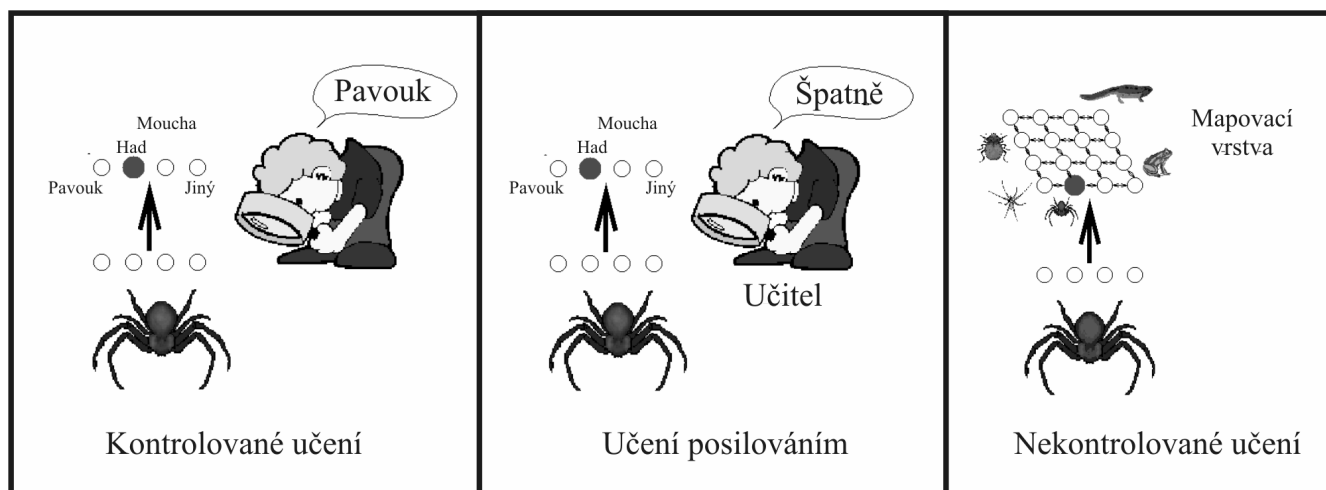 Pavouk
Moucha
Had
Pavouk
Jiný
Kontrolované učení
Špatně
Moucha
Had
Pavouk
Jiný
Učitel
Učení posilováním
Mapovací
vrstva
Nekontrolované učení